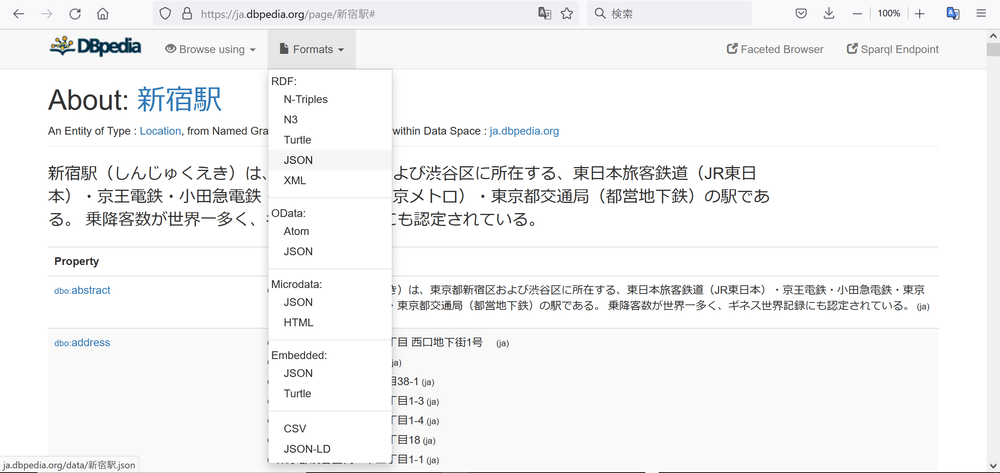 https://ja.dbpedia.org/page/新宿駅#
検索
100%
DBpedia
Browse using
Formats
Faceted Browser
Sparql Endpoint
About: 新宿駅
An Entity of Type : Location, from Named Gra
within Data Space : ja.dbpedia.org
RDF:
N-Triples
N3
Turtle
JSON
XML
OData:
Atom
JSON
Microdata:
JSON
HTML
Embedded:
JSON
Turtle
CSV
JSON-LD
新宿駅（しんじゅくえき）は、 よび渋谷区に所在する、東日本旅客鉄道（JR東日
本）・京王電鉄・小田急電鉄・ 京メトロ）・東京都交通局（都営地下鉄）の駅であ
る。 乗降客数が世界一多く、 にも認定されている。
Property
dbo:abstract
き）は、東京都新宿区および渋谷区に所在する、東日本旅客鉄道（JR東日本）・京王電鉄・小田急電鉄・東京
・東京都交通局（都営地下鉄）の駅である。 乗降客数が世界一多く、ギネス世界記録にも認定されている。 (ja)
dbo:address
丁目 西口地下街1号 (ja)
(ja)
目38-1 (ja)
丁目1-3 (ja)
丁目1-4 (ja)
丁目18 (ja)
丁目1-1 (ja)
ja.dbpedia.org/data/新宿駅.json